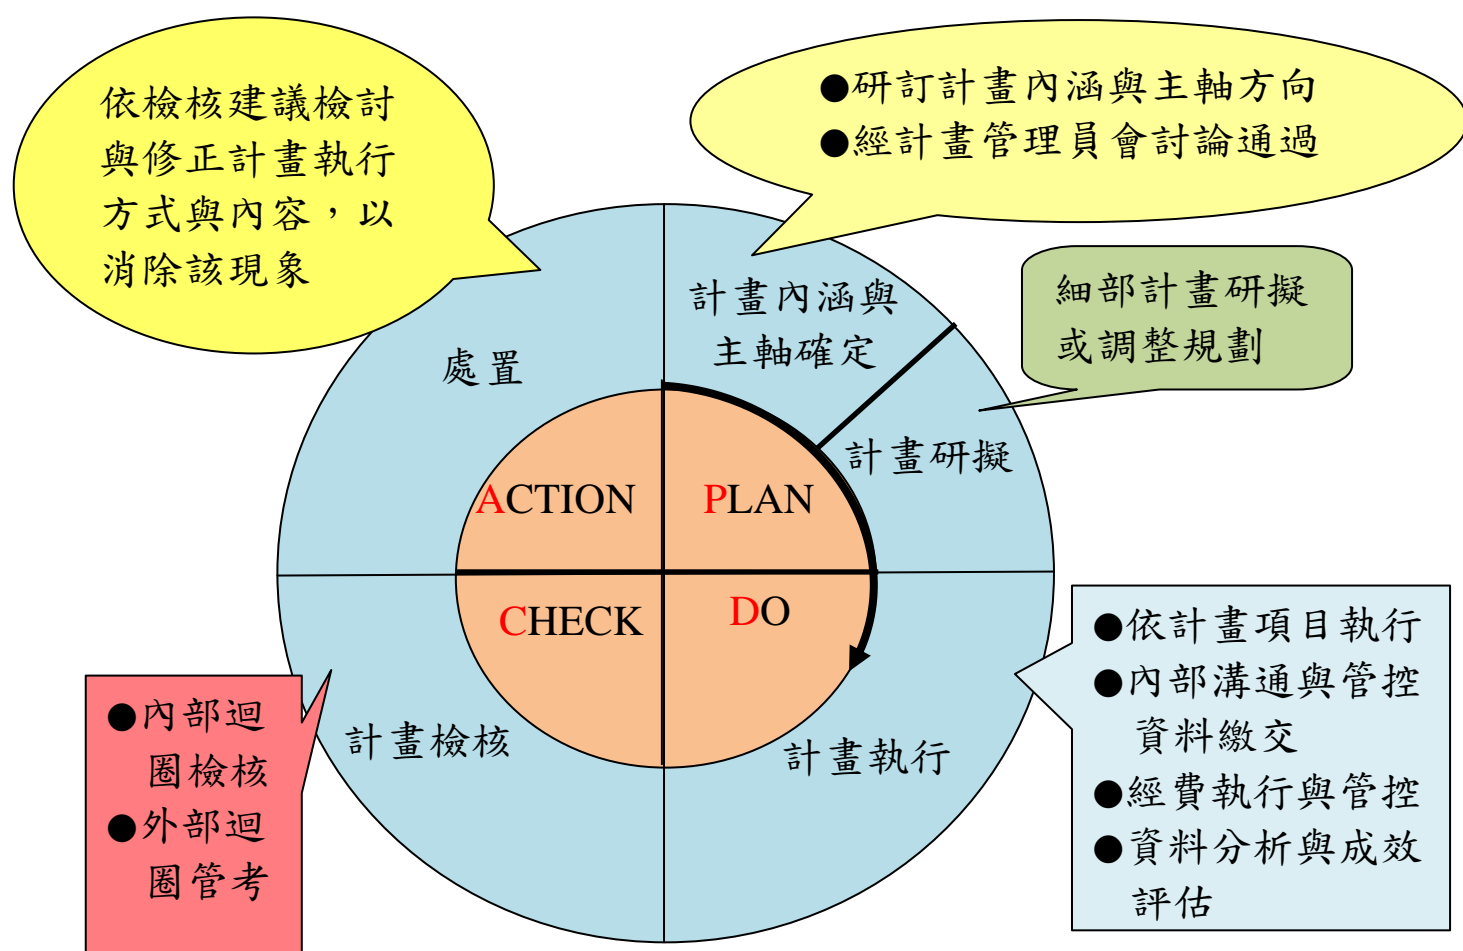 依檢核建議檢討
與修正計畫執行
方式與內容，以
消除該現象
●研訂計畫內涵與主軸方向
●經計畫管理員會討論通過
細部計畫研擬
或調整規劃
計畫內涵與
主軸確定
處置
計畫研擬
ACTION
PLAN
CHECK
DO
計畫檢核
計畫執行
●內部迴
圈檢核
●外部迴
圈管考
●依計畫項目執行
●內部溝通與管控
資料繳交
●經費執行與管控
●資料分析與成效
評估